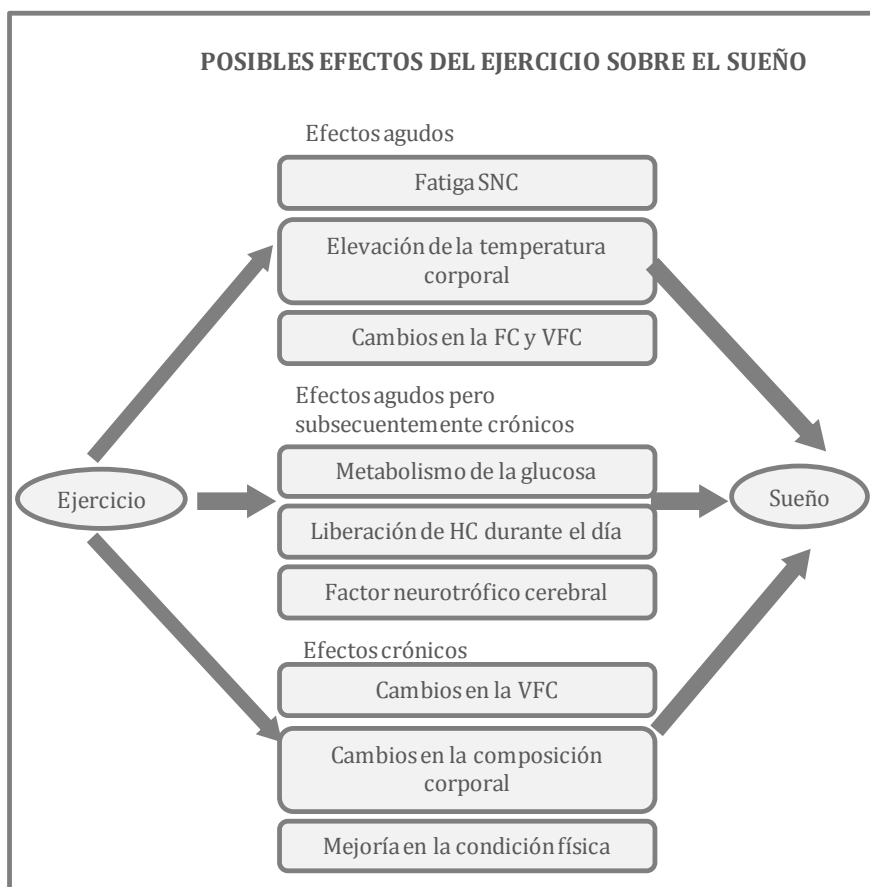 POSIBLES EFECTOS DEL EJERCICIO SOBRE EL SUEÑO
Efectos agudos
Fatiga SNC
Elevación de la temperatura
corporal
Cambios en la FC y VFC
Efectos agudos pero
subsecuentemente crónicos
Metabolismo de la glucosa
Ejercicio
Sueño
Liberación de HC durante el día
Factor neurotrófico cerebral
Efectos crónicos
Cambios en la VFC
Cambios en la composición
corporal
Mejoría en la condición física